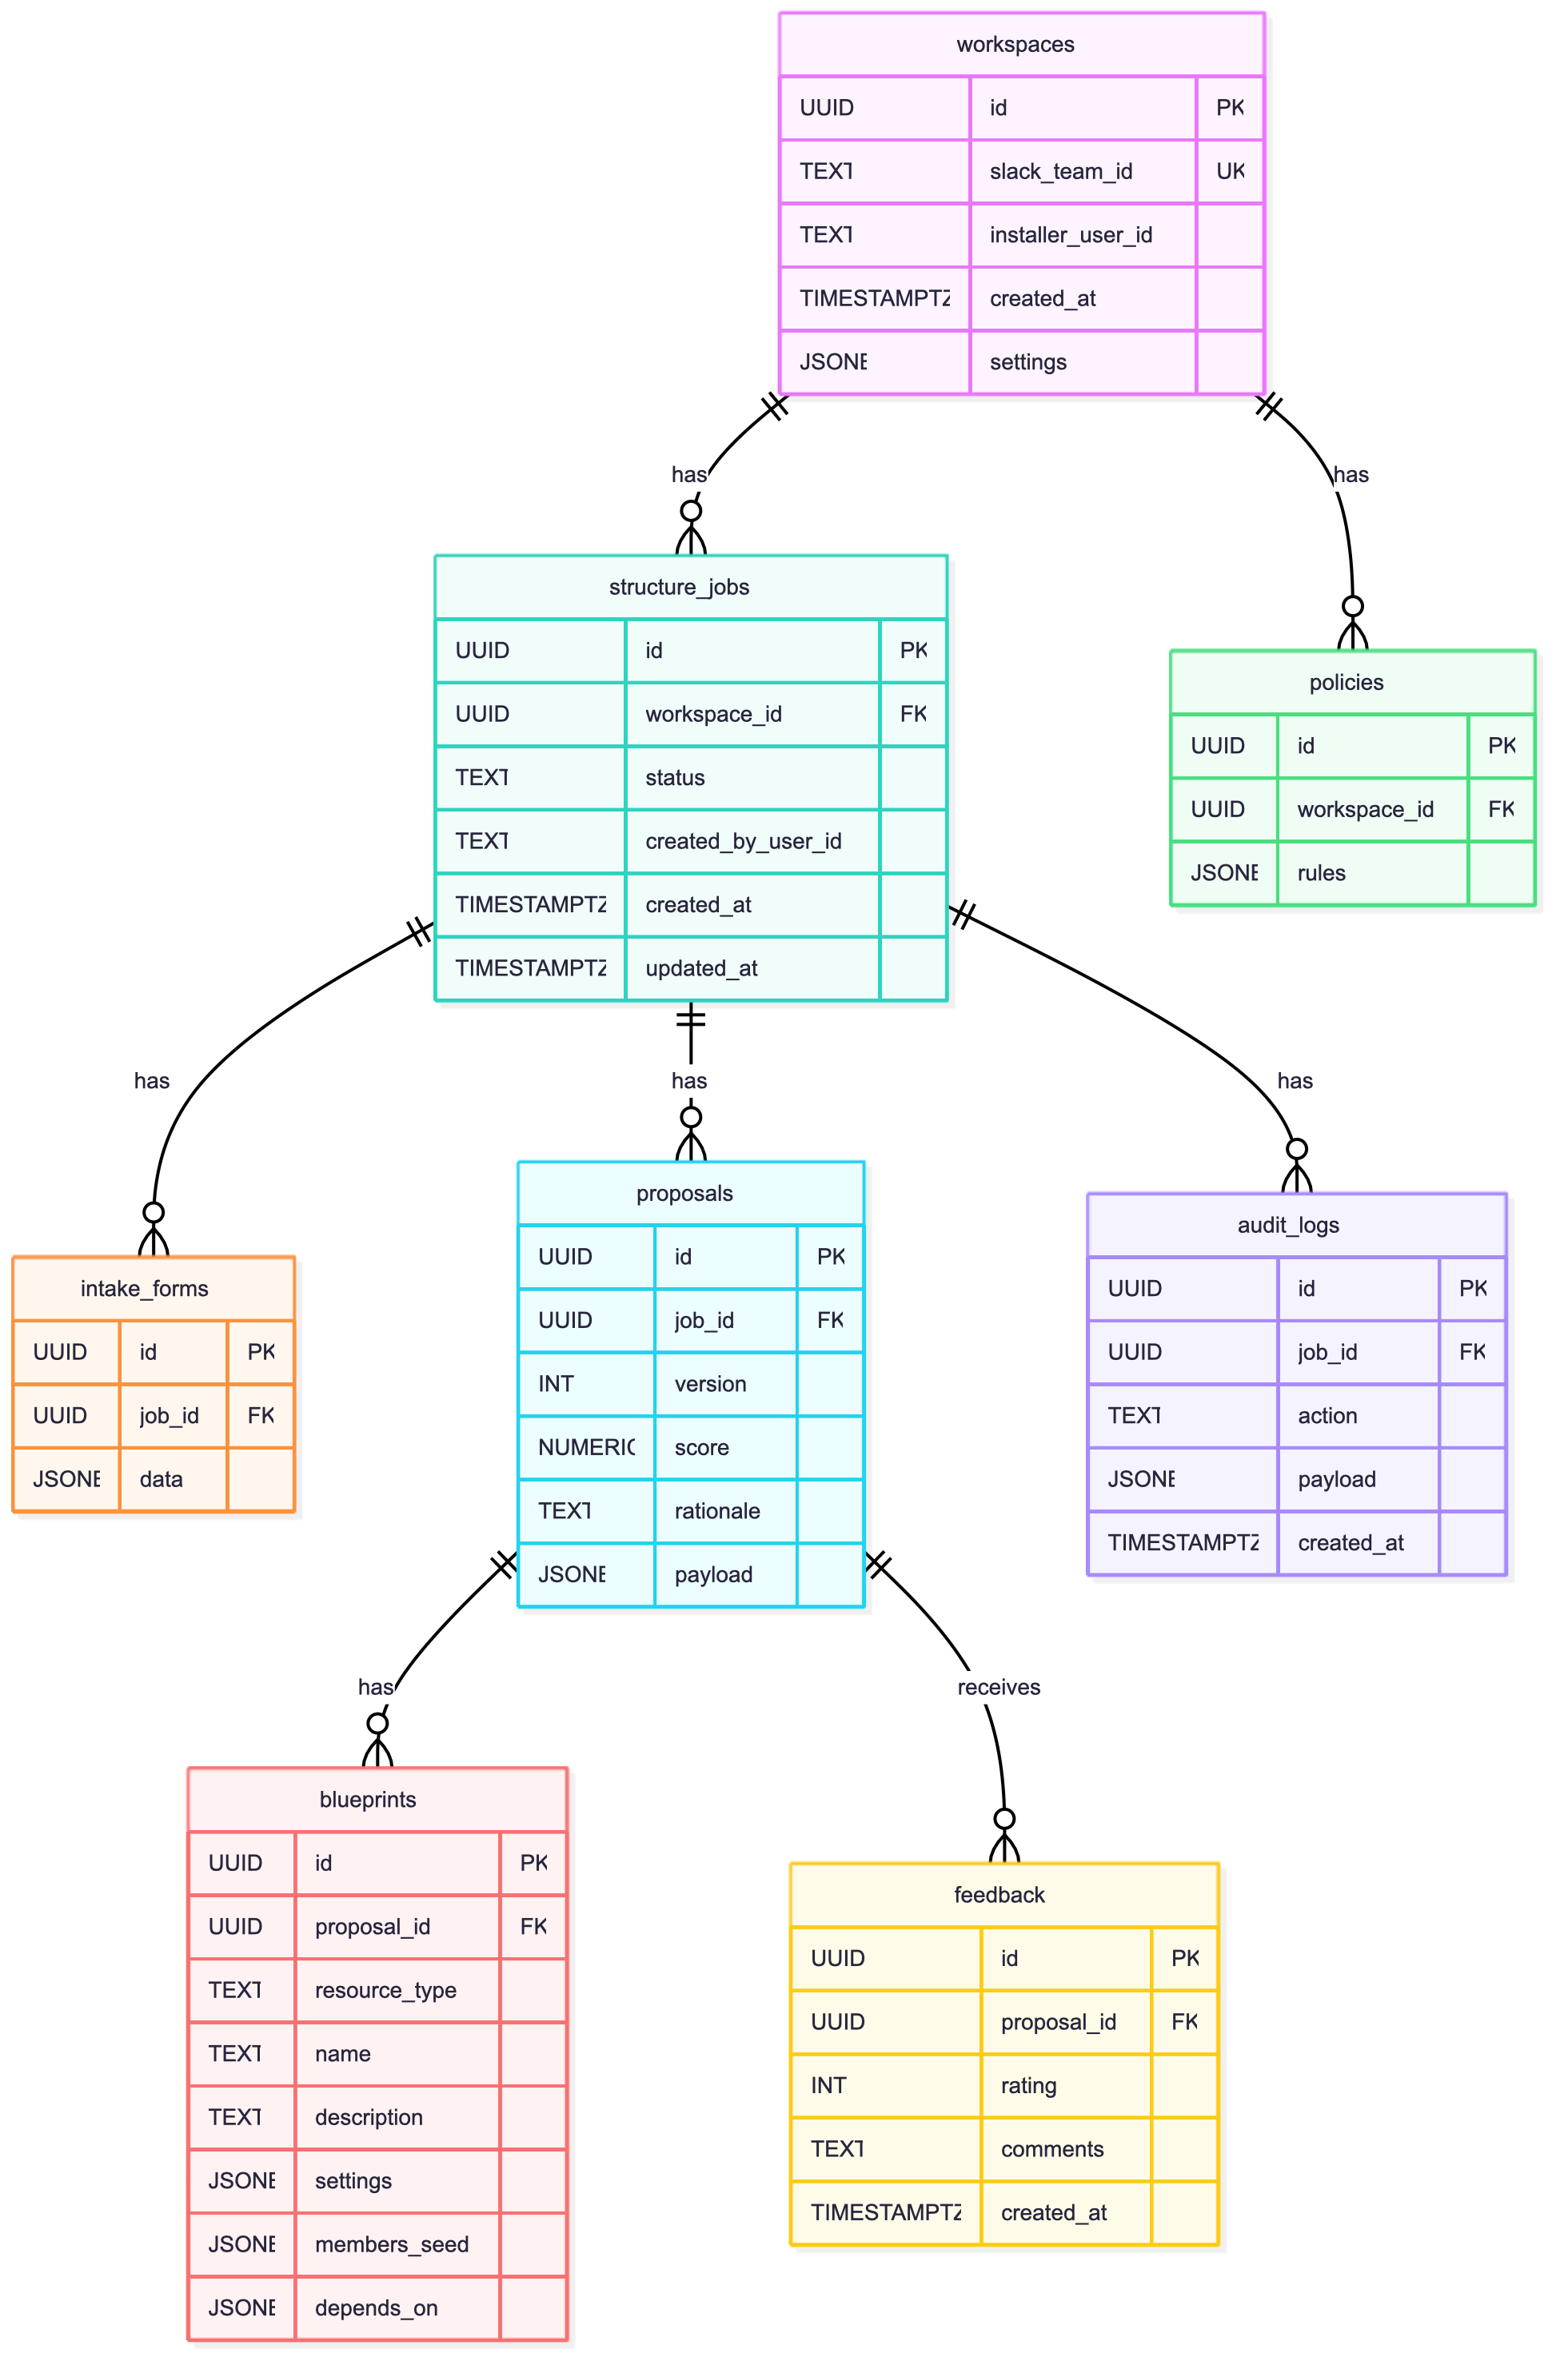 workspaces
UUID id PK
TEXT slack_team_id UK
TEXT installer_user_id
TIMESTAMPTZ created_at
JSONB settings
has
has
structure_jobs
UUID id PK
UUID workspace_id FK
TEXT status
TEXT created_by_user_id
TIMESTAMPTZ created_at
TIMESTAMPTZ updated_at
policies
UUID id PK
UUID workspace_id FK
JSONB rules
has
has
has
intake_forms
UUID id PK
UUID job_id FK
JSONB data
proposals
UUID id PK
UUID job_id FK
INT version
NUMERIC score
TEXT rationale
JSONB payload
audit_logs
UUID id PK
UUID job_id FK
TEXT action
JSONB payload
TIMESTAMPTZ created_at
has
receives
blueprints
UUID id PK
UUID proposal_id FK
TEXT resource_type
TEXT name
TEXT description
JSONB settings
JSONB members_seed
JSONB depends_on
feedback
UUID id PK
UUID proposal_id FK
INT rating
TEXT comments
TIMESTAMPTZ created_at